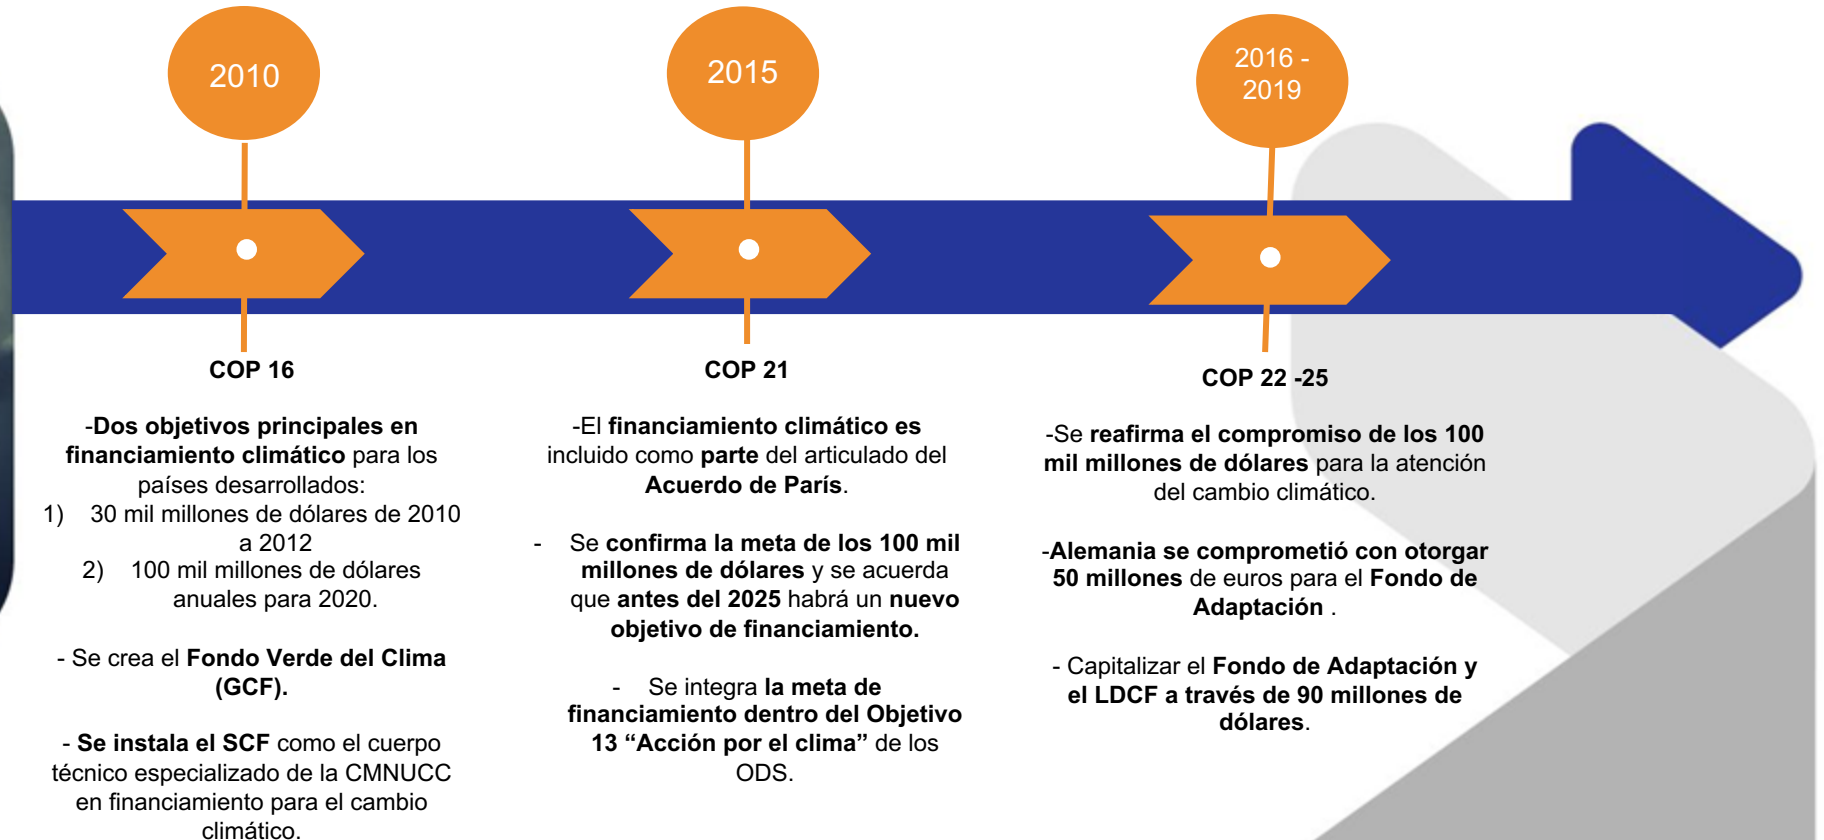 2010
COP 16
-Dos objetivos principales en
financiamiento climático para los
países desarrollados:
1) 30 mil millones de dólares de 2010
a 2012
2) 100 mil millones de dólares
anuales para 2020.
- Se crea el Fondo Verde del Clima
(GCF).
- Se instala el SCF como el cuerpo
técnico especializado de la CMNUCC
en financiamiento para el cambio
climático.
2015
COP 21
-El financiamiento climático es
incluido como parte del articulado del
Acuerdo de París.
- Se confirma la meta de los 100 mil
millones de dólares y se acuerda
que antes del 2025 habrá un nuevo
objetivo de financiamiento.
- Se integra la meta de
financiamiento dentro del Objetivo
13 “Acción por el clima” de los
ODS.
2016 -
2019
COP 22 -25
-Se reafirma el compromiso de los 100
mil millones de dólares para la atención
del cambio climático.
-Alemania se comprometió con otorgar
50 millones de euros para el Fondo de
Adaptación .
- Capitalizar el Fondo de Adaptación y
el LDCF a través de 90 millones de
dólares.